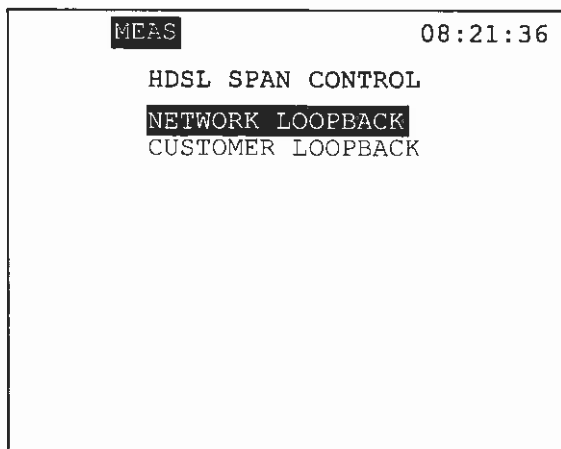 MEAS 08:21:36
HDSL SPAN CONTROL
NETWORK LOOPBACK
CUSTOMER LOOPBACK